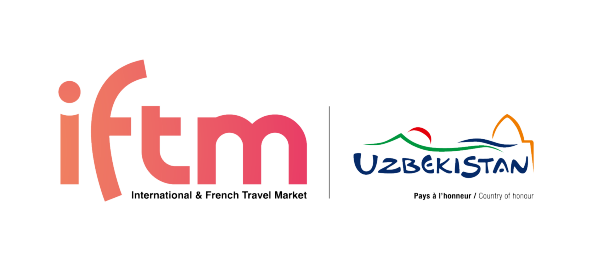 iftm
International & French Travel Market
UZBEKISTAN
Pays à l'honneur / Country of honour